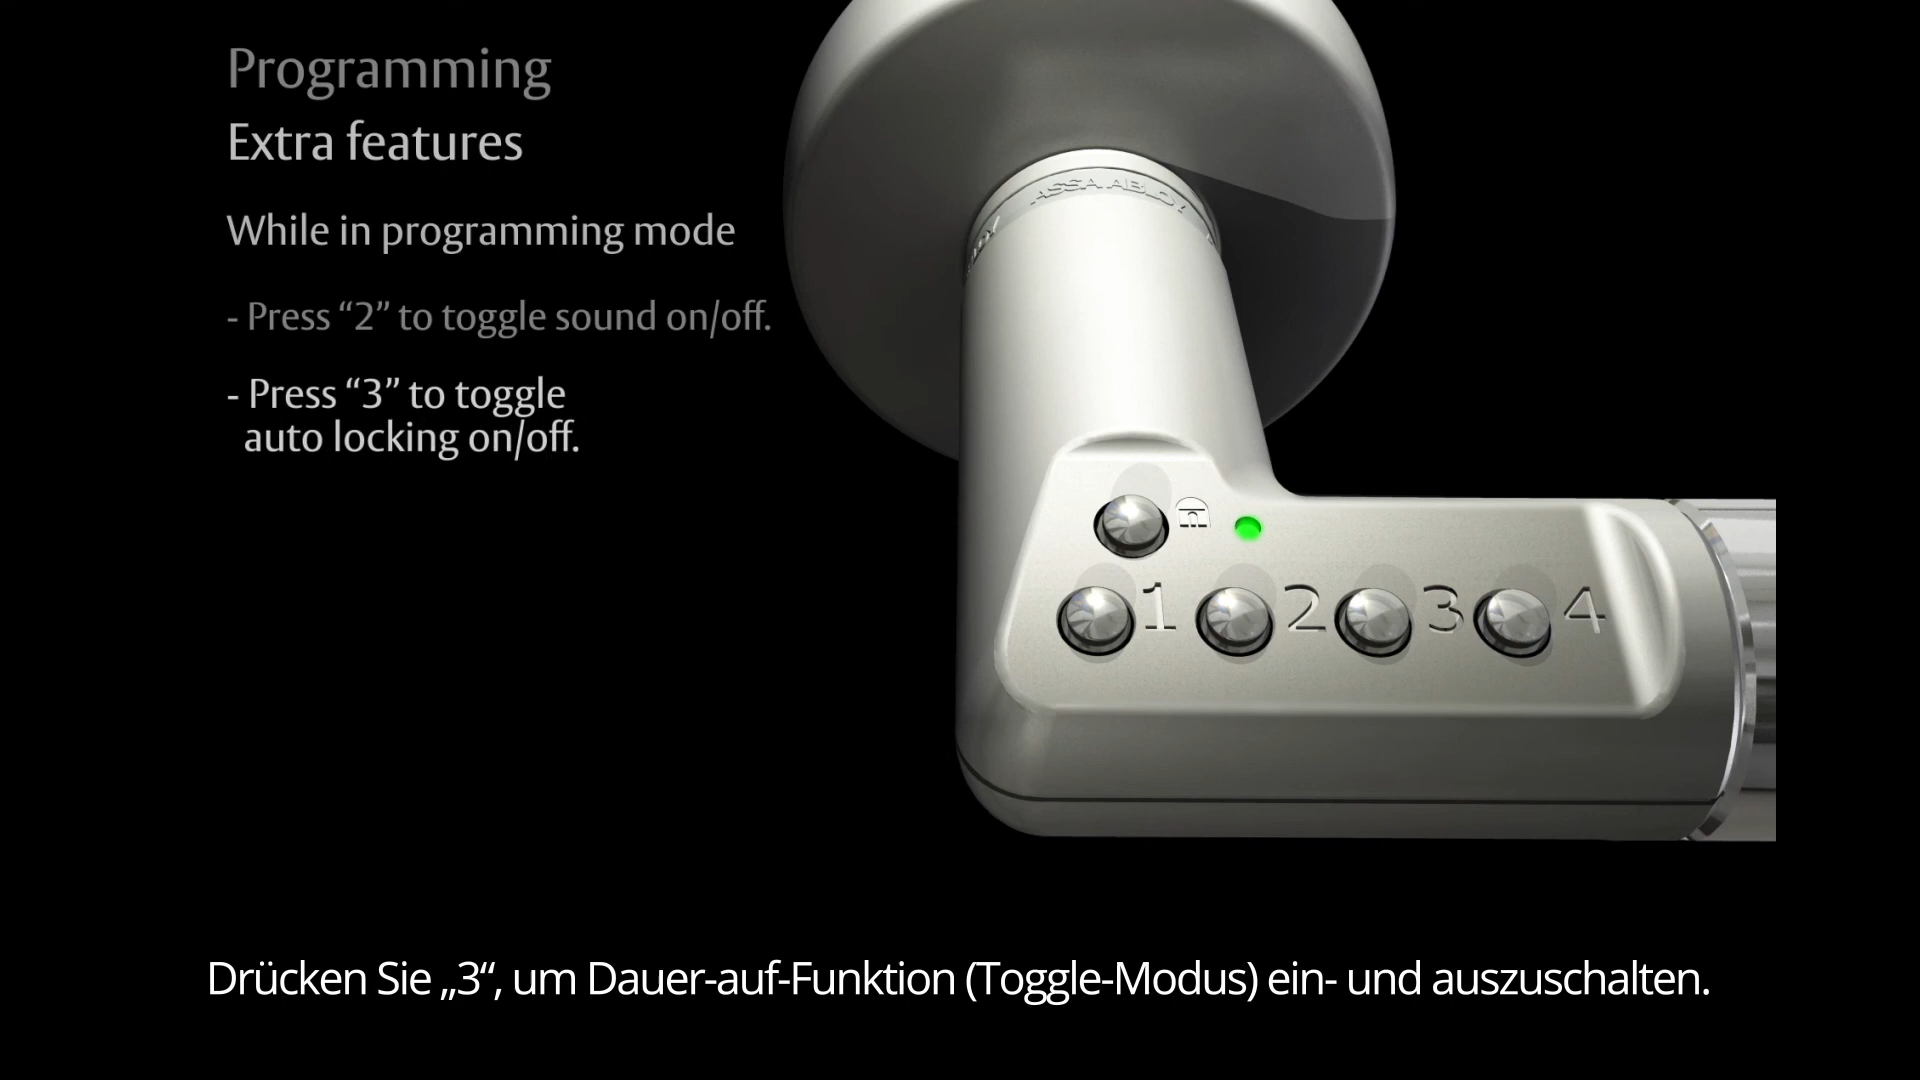 Programming
Extra features
While in programming mode
- Press “2” to toggle sound on/off.
- Press “3” to toggle
auto locking on/off.
ASSA ABLOY
1 2 3 4
Drücken Sie „3“, um Dauer-auf-Funktion (Toggle-Modus) ein- und auszuschalten.